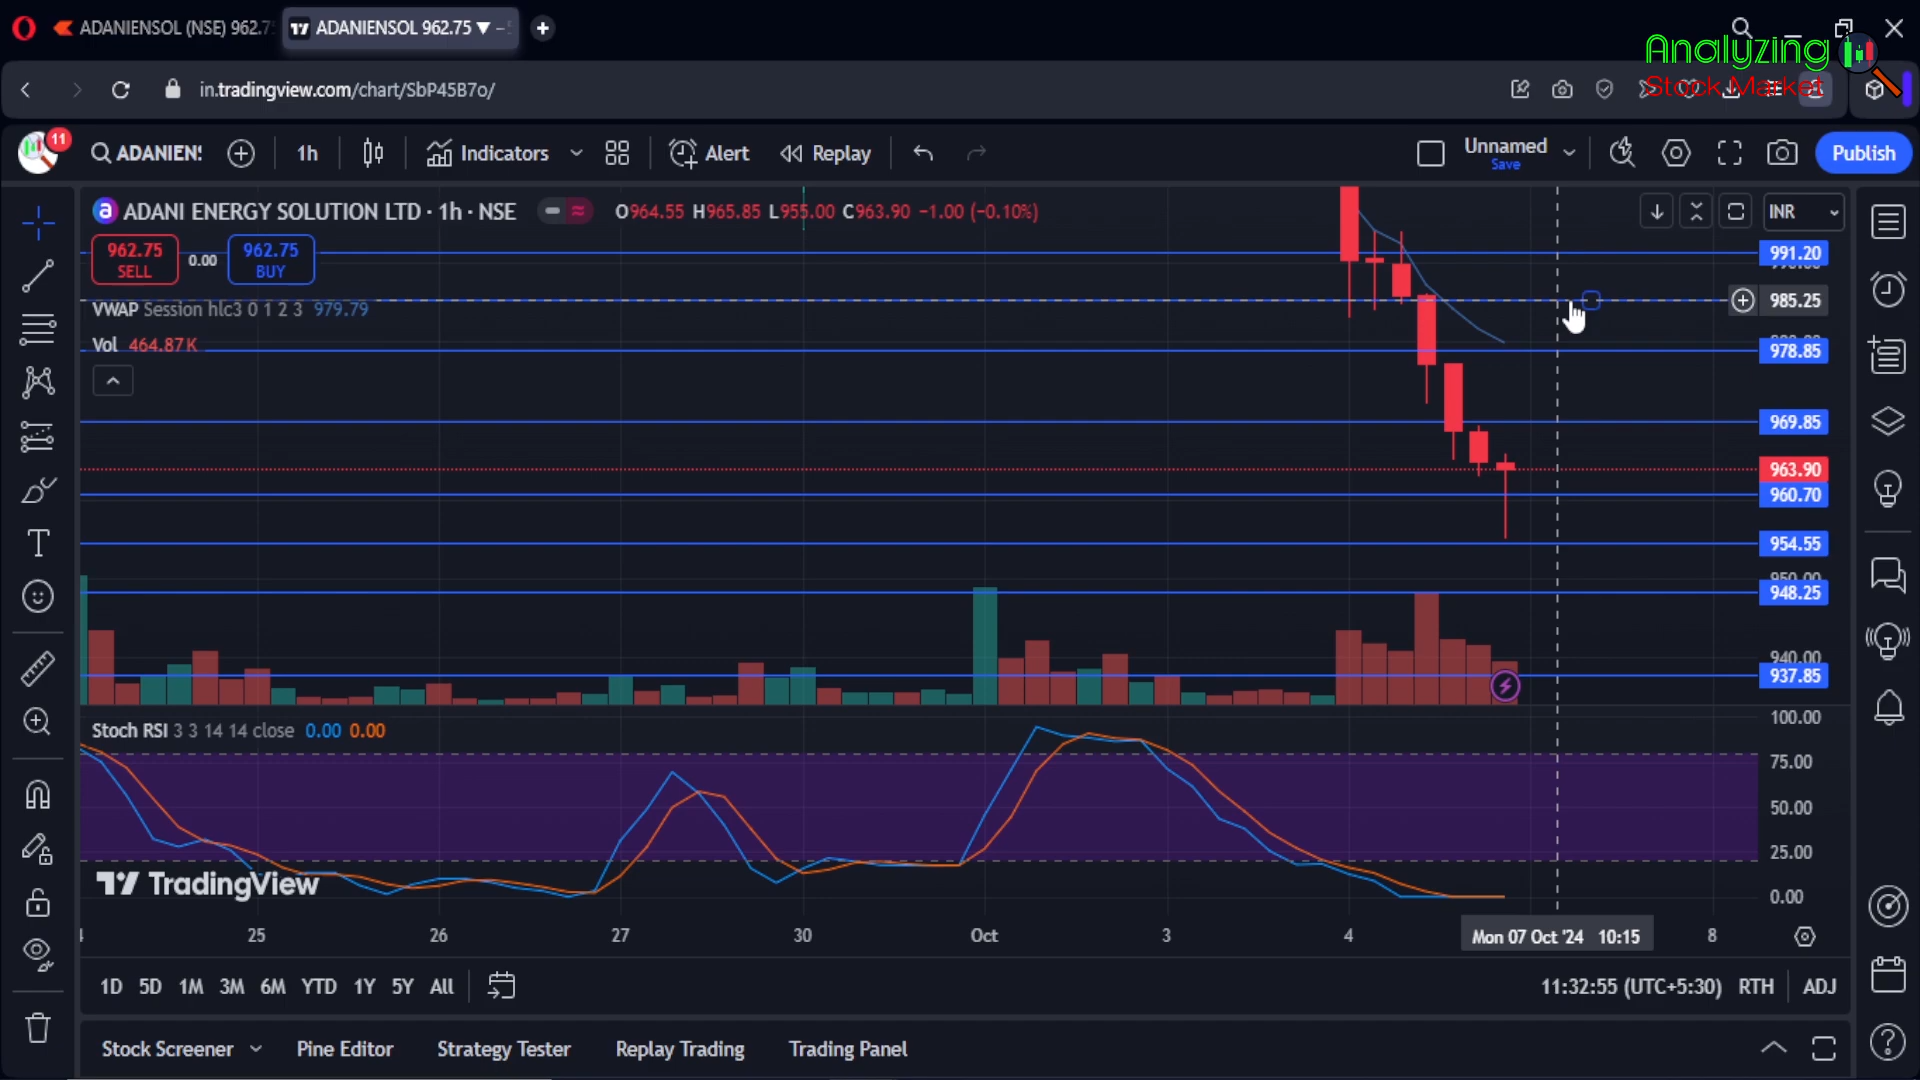 ADANIENSOL (NSE) 962.7
ADANIENSOL 962.75 ▼ −
Analyzing
Stock Market
in.tradingview.com/chart/SbP45B7o/
11
ADANIENS
1h
Indicators
Alert
Replay
Unnamed
Save
Publish
ADANI ENERGY SOLUTION LTD · 1h · NSE
O964.55 H965.85 L955.00 C963.90 −1.00 (−0.10%)
INR
962.75
SELL
0.00
962.75
BUY
991.20
VWAP Session hlc3 0 1 2 3 979.79
985.25
Vol 464.87K
978.85
969.85
963.90
960.70
954.55
950.00
948.25
940.00
937.85
Stoch RSI 3 3 14 14 close 0.00 0.00
100.00
75.00
50.00
25.00
0.00
TradingView
25
26
27
30
Oct
3
4
Mon 07 Oct '24 10:15
8
1D
5D
1M
3M
6M
YTD
1Y
5Y
All
11:32:55 (UTC+5:30)
RTH
ADJ
Stock Screener
Pine Editor
Strategy Tester
Replay Trading
Trading Panel